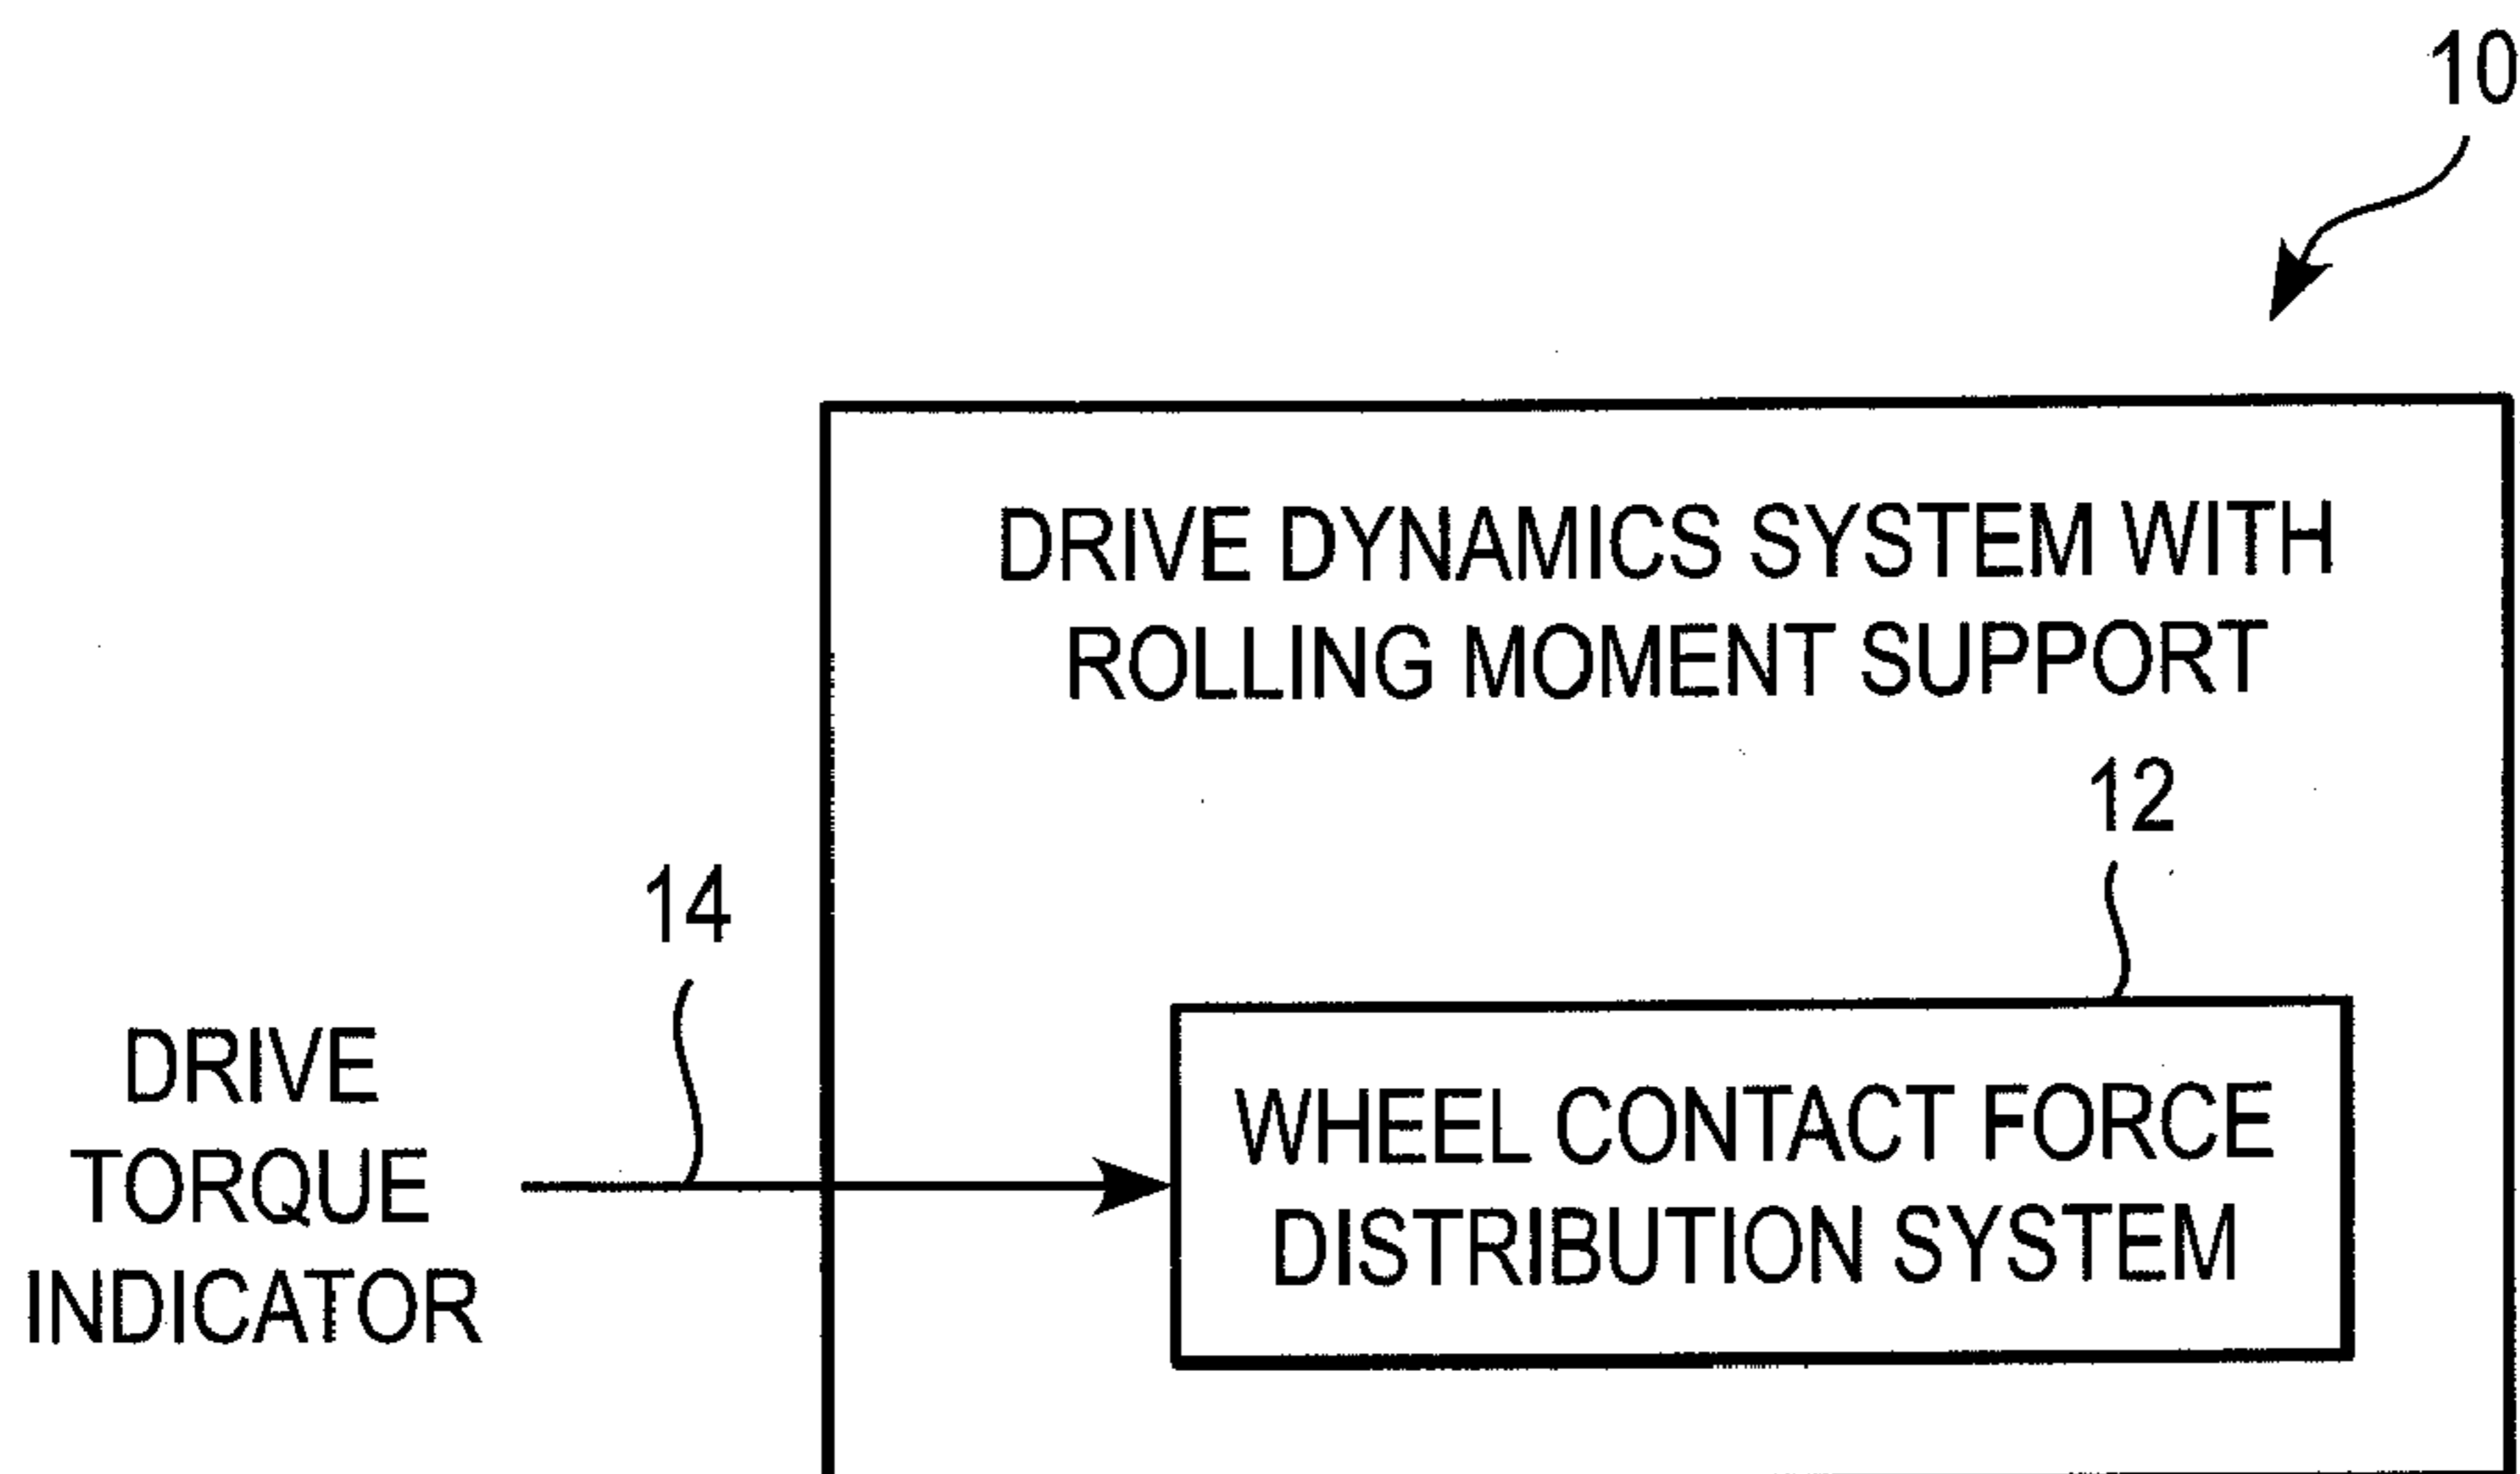 10
DRIVE DYNAMICS SYSTEM WITH
ROLLING MOMENT SUPPORT
12
14
DRIVE
TORQUE
INDICATOR
WHEEL CONTACT FORCE
DISTRIBUTION SYSTEM